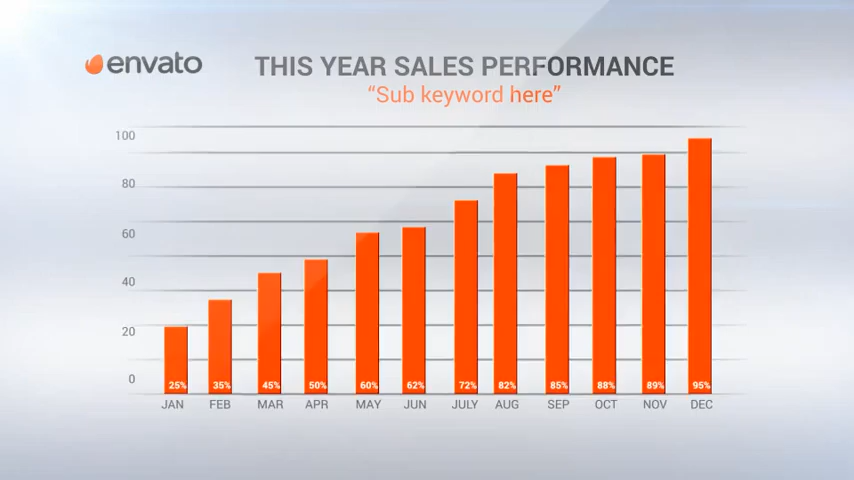 envato
THIS YEAR SALES PERFORMANCE
“Sub keyword here”
100
80
60
40
20
0
25% 35% 45% 50% 60% 62% 72% 82% 85% 88% 89% 95%
JAN FEB MAR APR MAY JUN JULY AUG SEP OCT NOV DEC